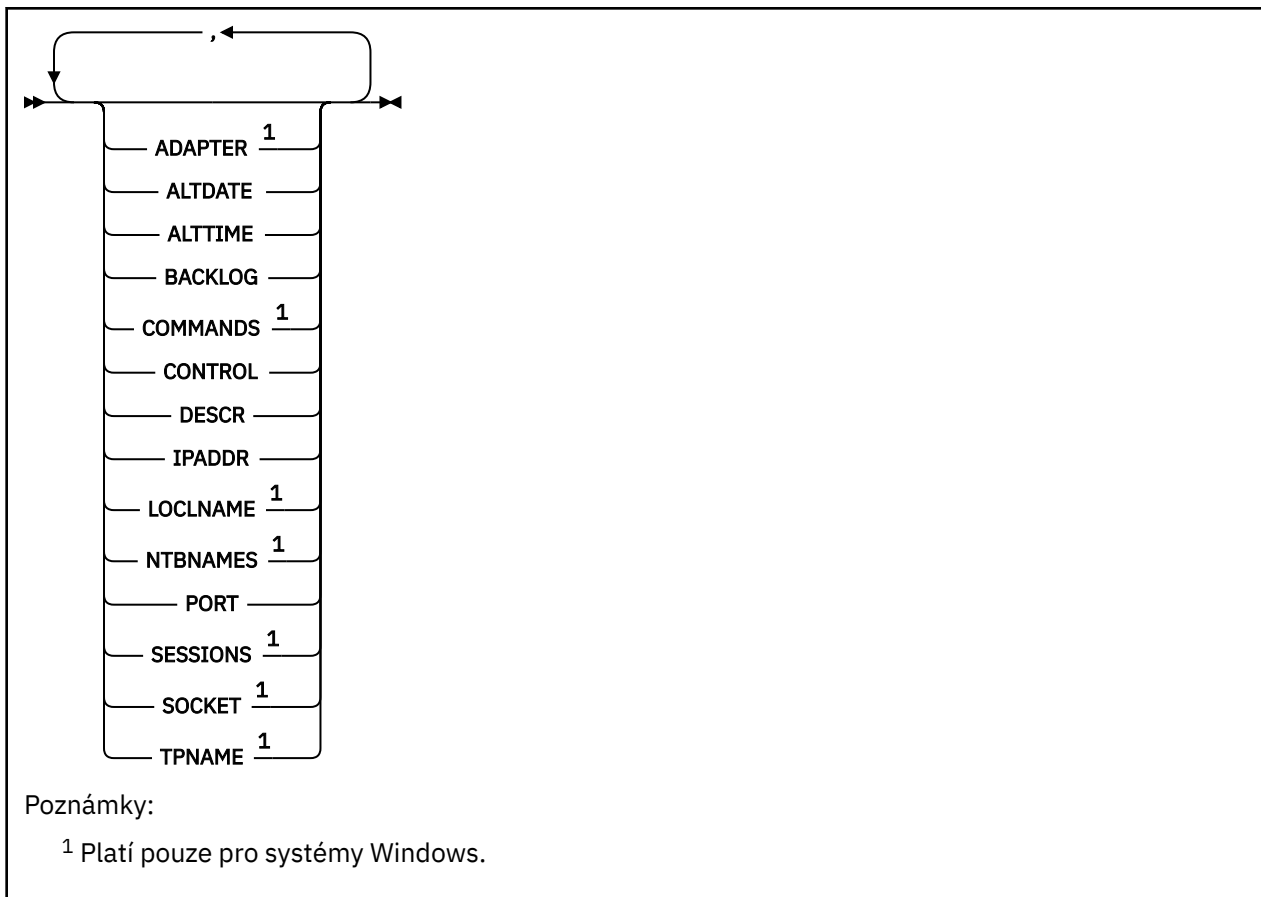 ,
ADAPTER 1
ALTDATE
ALTTIME
BACKLOG
COMMANDS 1
CONTROL
DESCR
IPADDR
LOCLNAME 1
NTBNAMES 1
PORT
SESSIONS 1
SOCKET 1
TPNAME 1
Poznámky:
1 Platí pouze pro systémy Windows.